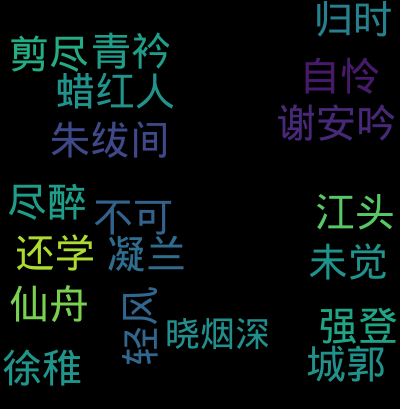 归时
剪尽青衿
蜡红人
自怜
谢安吟
朱绂间
尽醉
不可
江头
还学
凝兰
未觉
仙舟
轻风
晓烟深
强登
徐稚
城郭